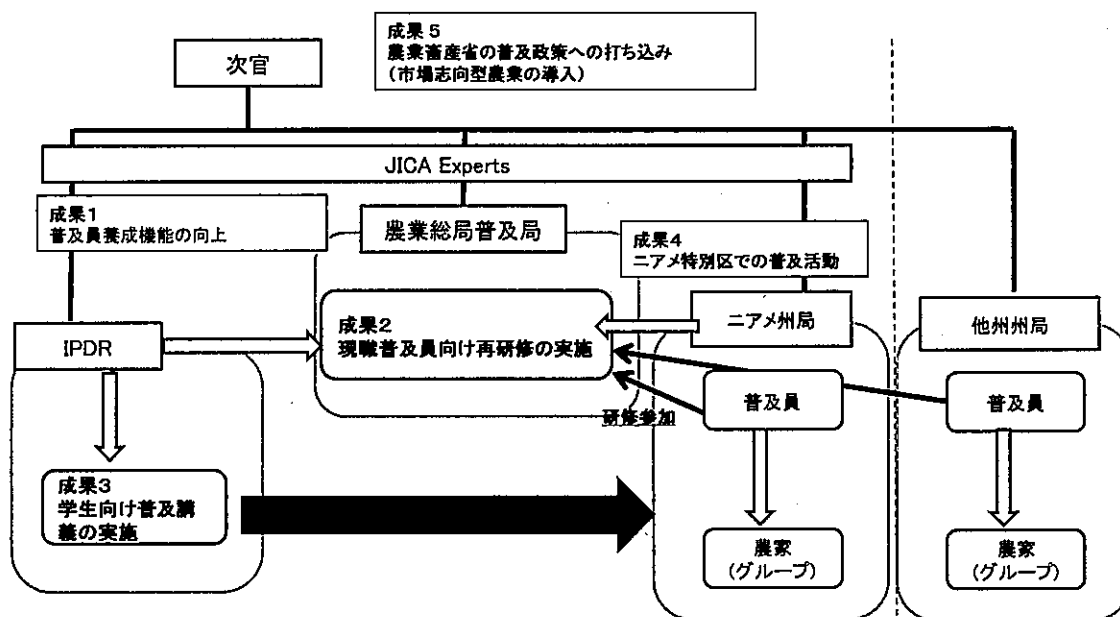 成果５
農業畜産省の普及政策への打ち込み
（市場志向型農業の導入）
次官
JICA Experts
成果１
普及員養成機能の向上
農業総局普及局
成果４
ニアメ特別区での普及活動
成果２
現職普及員向け再研修の実施
ニアメ州局
他州州局
IPDR
普及員
普及員
研修参加
成果３
学生向け普及講
義の実施
農家
(グループ)
農家
(グループ)